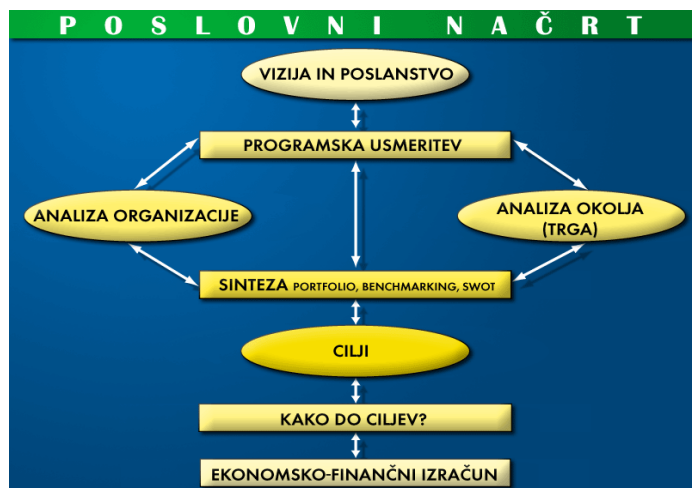 POSLOVNI NAČRT
VIZIJA IN POSLANSTVO
PROGRAMSKA USMERITEV
ANALIZA ORGANIZACIJE
ANALIZA OKOLJA
(TRGA)
SINTEZA PORTFOLIO, BENCHMARKING, SWOT
CILJI
KAKO DO CILJEV?
EKONOMSKO-FINANČNI IZRAČUN